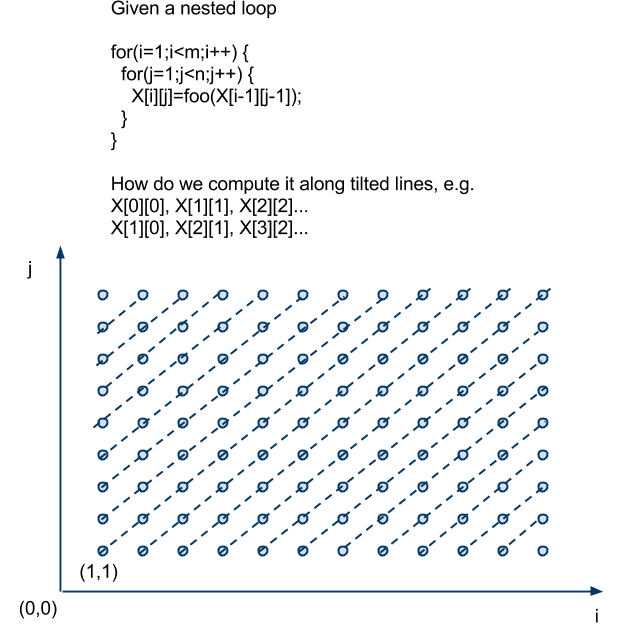 Given a nested loop
for(i=1;i<m;i++) {
for(j=1;j<n;j++) {
X[i][j]=foo(X[i-1][j-1]);
}
}
How do we compute it along tilted lines, e.g.
X[0][0], X[1][1], X[2][2]...
X[1][0], X[2][1], X[3][2]...
j
(1,1)
(0,0)
i